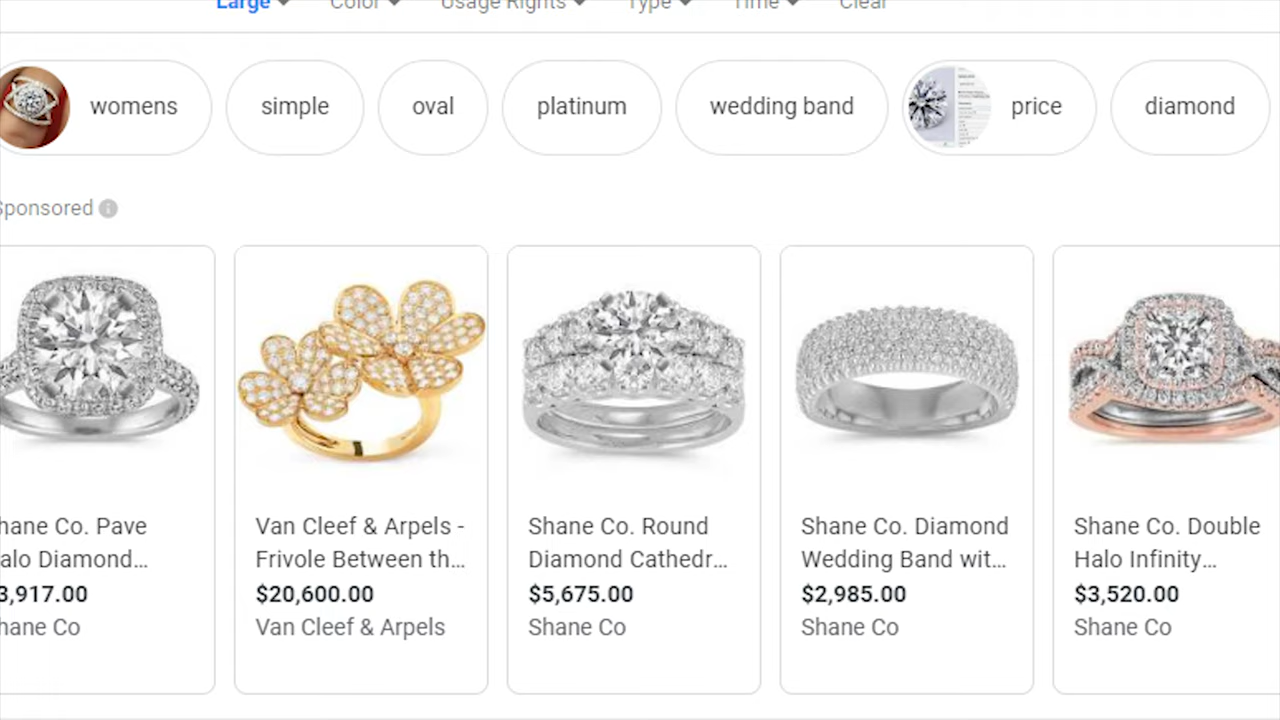 Large Color Usage Rights Type Time Clear
womens simple oval platinum wedding band price diamond
Sponsored
hane Co. Pave
alo Diamond...
3,917.00
hane Co
Van Cleef & Arpels -
Frivole Between th...
$20,600.00
Van Cleef & Arpels
Shane Co. Round
Diamond Cathedr...
$5,675.00
Shane Co
Shane Co. Diamond
Wedding Band wit...
$2,985.00
Shane Co
Shane Co. Double
Halo Infinity...
$3,520.00
Shane Co